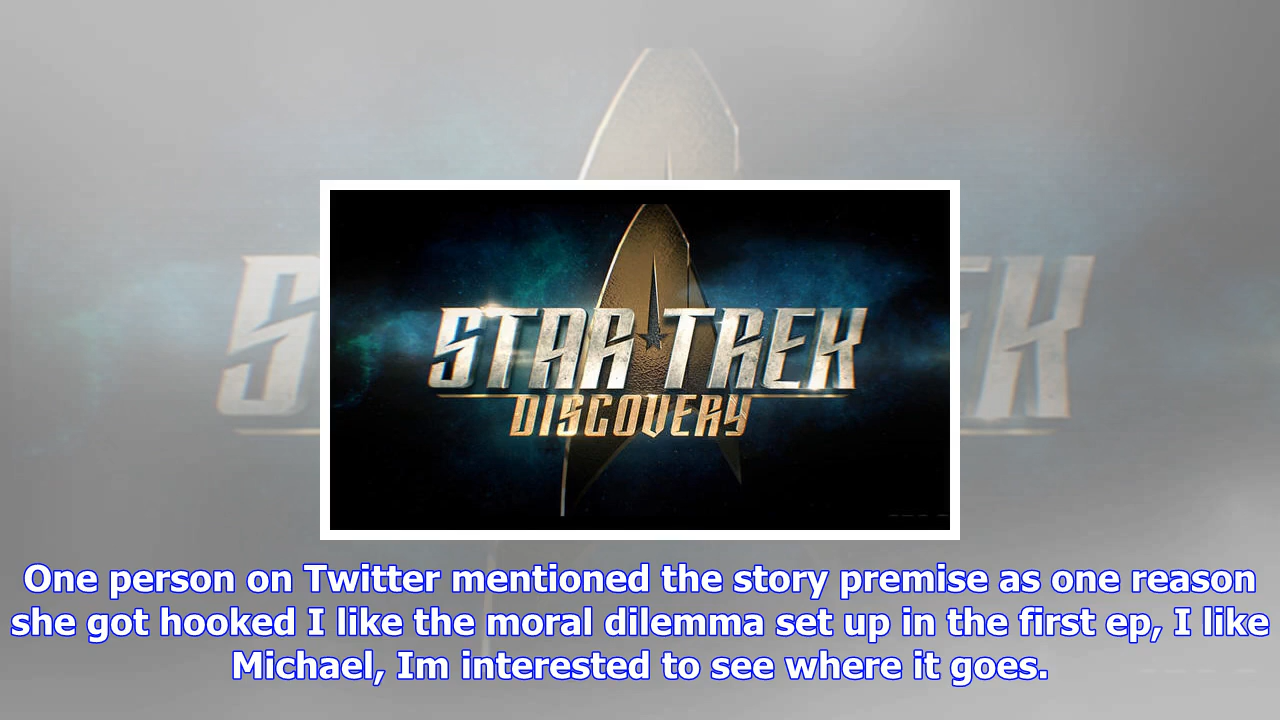 STAR TREK
DISCOVERY
One person on Twitter mentioned the story premise as one reason
she got hooked I like the moral dilemma set up in the first ep, I like
Michael, Im interested to see where it goes.